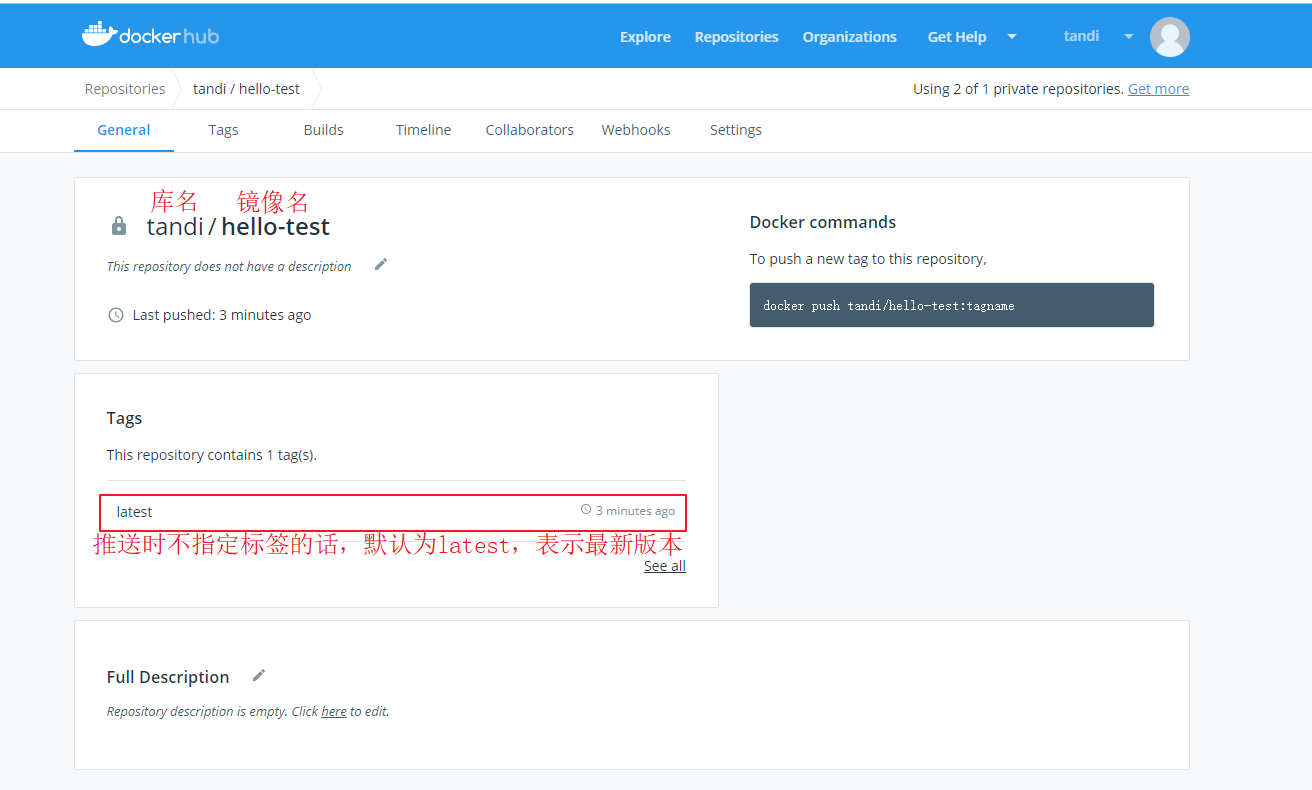 docker hub Explore Repositories Organizations Get Help tandi
Repositories tandi / hello-test Using 2 of 1 private repositories. Get more
General Tags Builds Timeline Collaborators Webhooks Settings
库名 镜像名
tandi / hello-test
This repository does not have a description
Last pushed: 3 minutes ago
Docker commands
To push a new tag to this repository,
docker push tandi/hello-test:tagname
Tags
This repository contains 1 tag(s).
latest 3 minutes ago
推送时不指定标签的话，默认为latest，表示最新版本
See all
Full Description
Repository description is empty. Click here to edit.